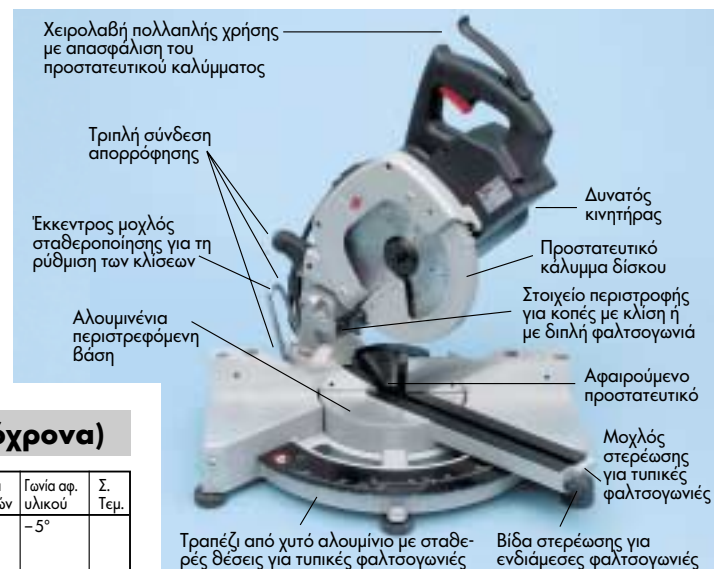 Χειρολαβή πολλαπλής χρήσης
με απασφάλιση του
προστατευτικού καλύμματος
Τριπλή σύνδεση
απορρόφησης
Έκκεντρος μοχλός
σταθεροποίησης για τη
ρύθμιση των κλίσεων
Αλουμινένια
περιστρεφόμενη
βάση
Δυνατός
κινητήρας
Προστατευτικό
κάλυμμα δίσκου
Στοιχείο περιστροφής
για κοπές με κλίση ή
με διπλή φαλτσογωνιά
Αφαιρούμενο
προστατευτικό
Μοχλός
στερέωσης
για τυπικές
φαλτσογωνιές
Τραπέζι από χυτό αλουμίνιο με σταθε-
ρές θέσεις για τυπικές φαλτσογωνιές
Βίδα στερέωσης για
ενδιάμεσες φαλτσογωνιές
όχρονα)
Γωνία αφ.
υλικού
Σ.
Τεμ.
–5°